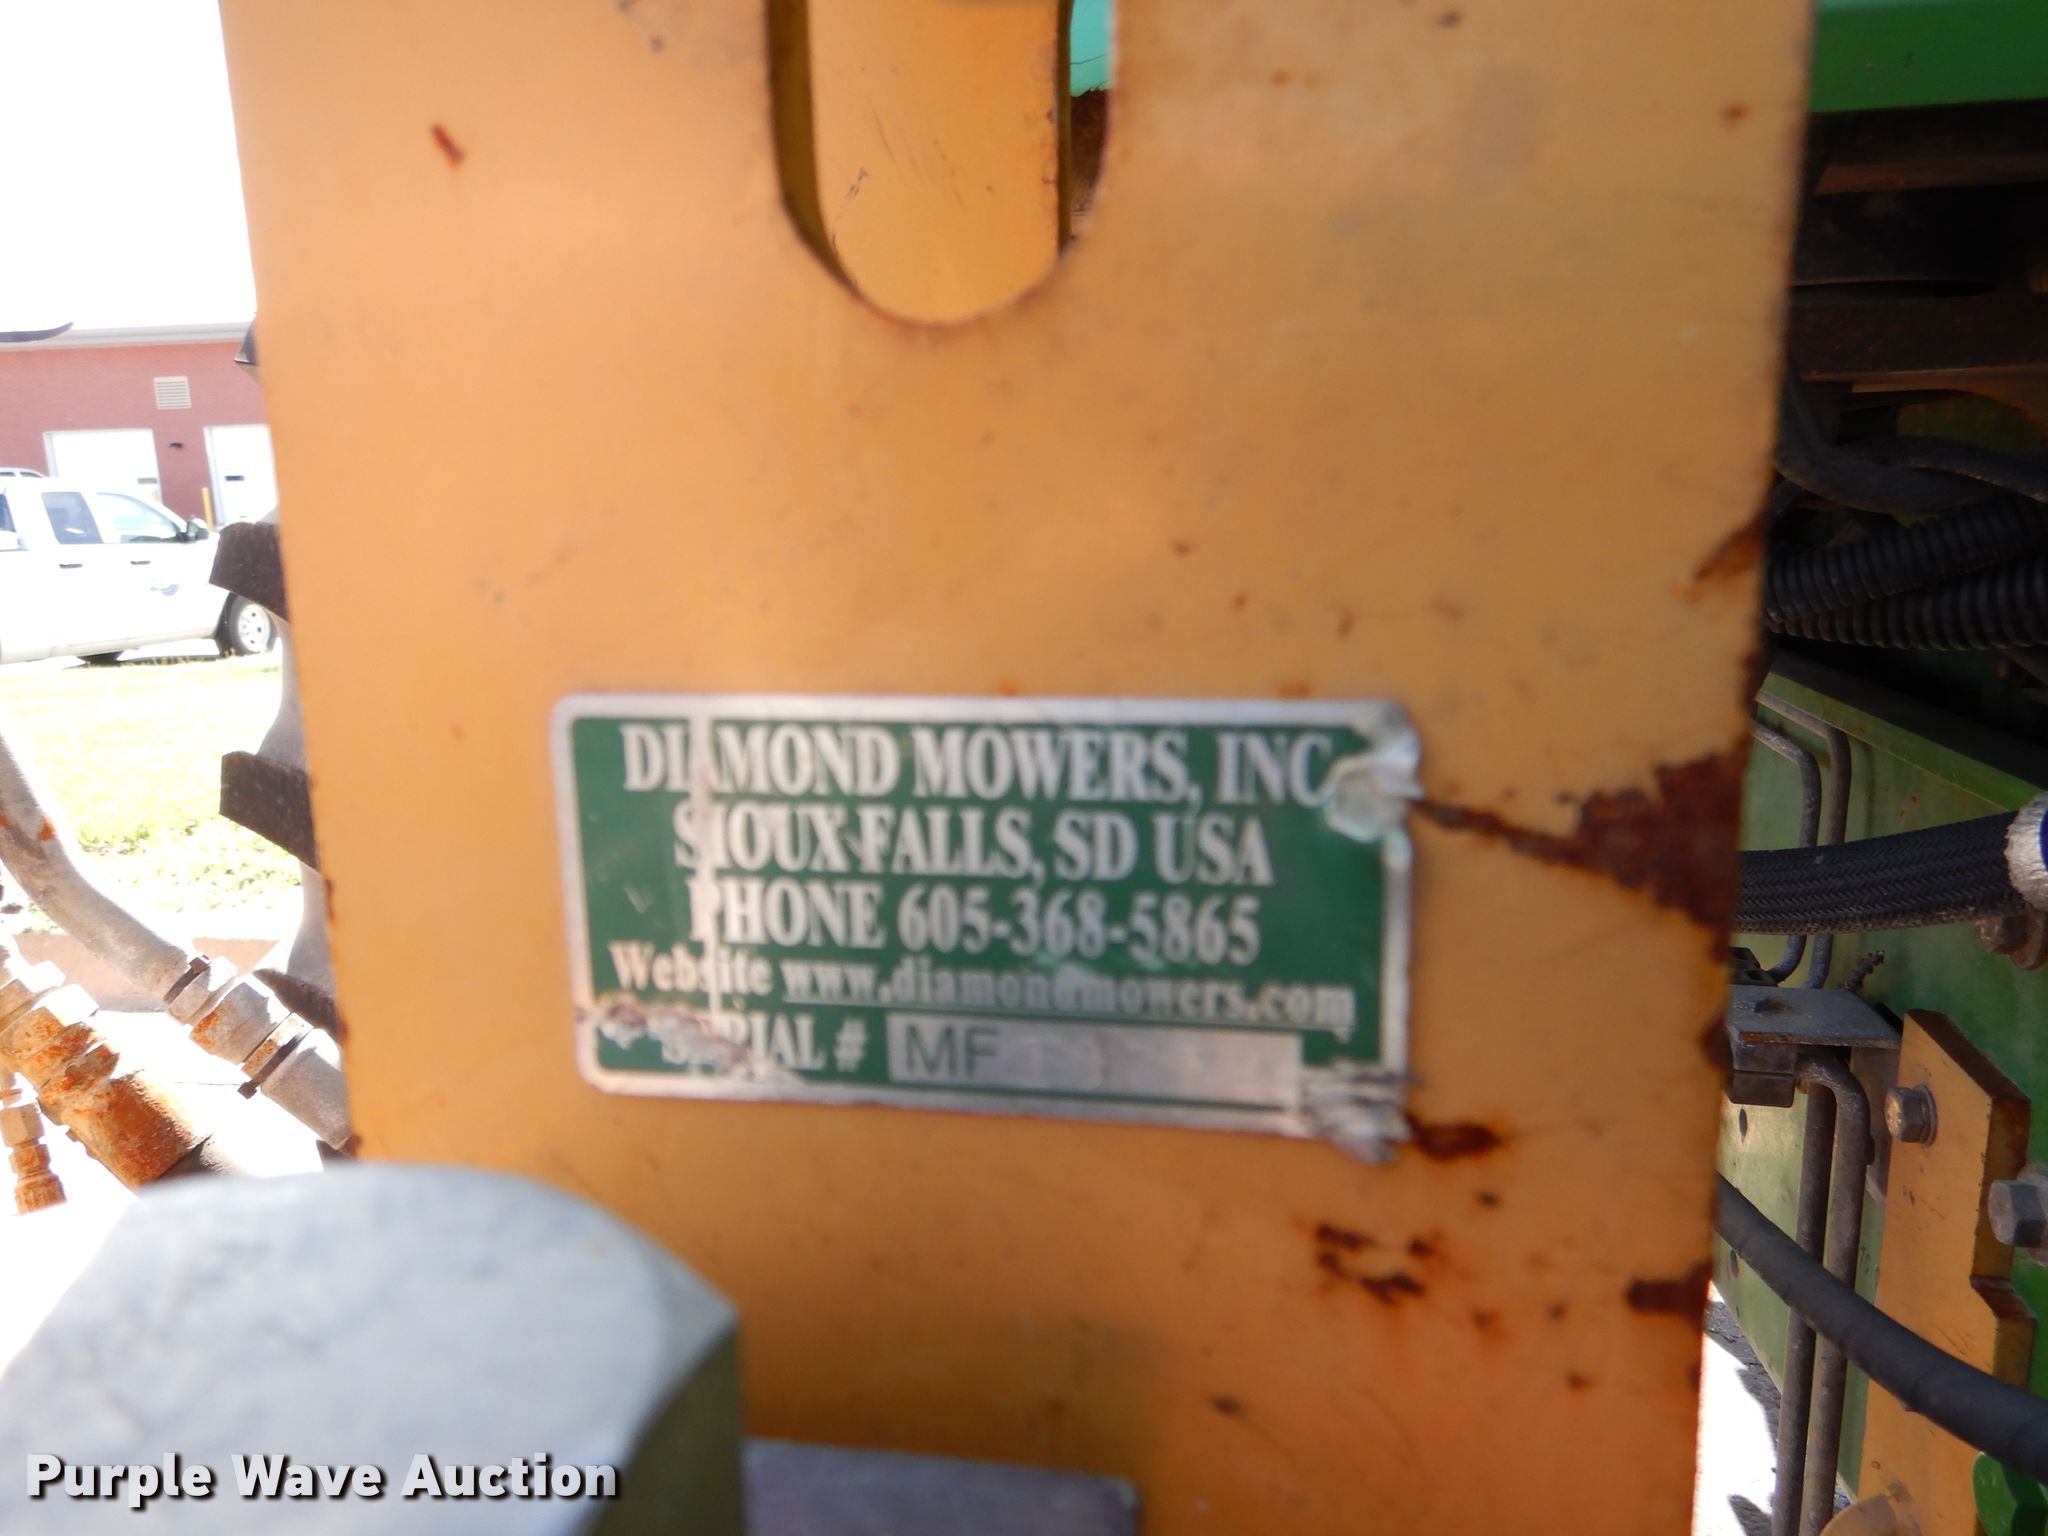 DIAMOND MOWERS, INC
SIOUX FALLS, SD USA
PHONE 605-368-5865
Website www.diamondmowers.com
SERIAL # MF
Purple Wave Auction